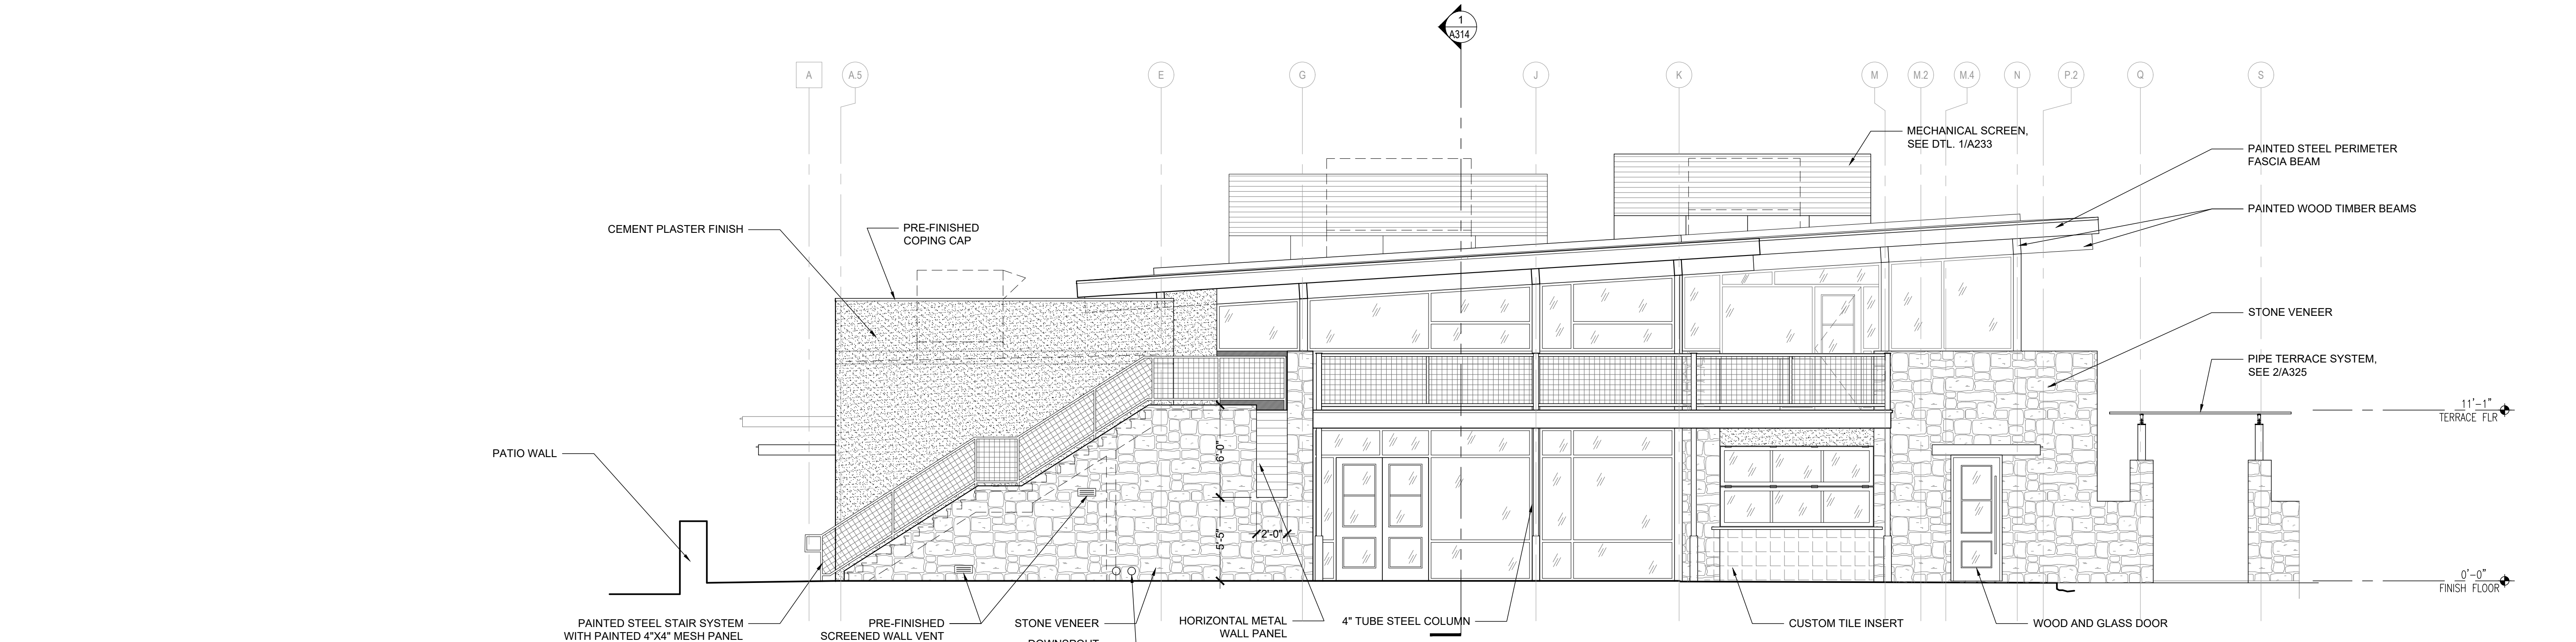 1
A314
A
A.5
E
G
J
K
M
M.2
M.4
N
P.2
Q
S
MECHANICAL SCREEN,
SEE DTL. 1/A233
PAINTED STEEL PERIMETER
FASCIA BEAM
PAINTED WOOD TIMBER BEAMS
CEMENT PLASTER FINISH
PRE-FINISHED
COPING CAP
STONE VENEER
PIPE TERRACE SYSTEM,
SEE 2/A325
11'-1"
TERRACE FLR
PATIO WALL
6'-0"
2'-0"
5'-5"
0'-0"
FINISH FLOOR
PAINTED STEEL STAIR SYSTEM
WITH PAINTED 4"X4" MESH PANEL
PRE-FINISHED
SCREENED WALL VENT
STONE VENEER
DOWNSPOUT
HORIZONTAL METAL
WALL PANEL
4" TUBE STEEL COLUMN
CUSTOM TILE INSERT
WOOD AND GLASS DOOR